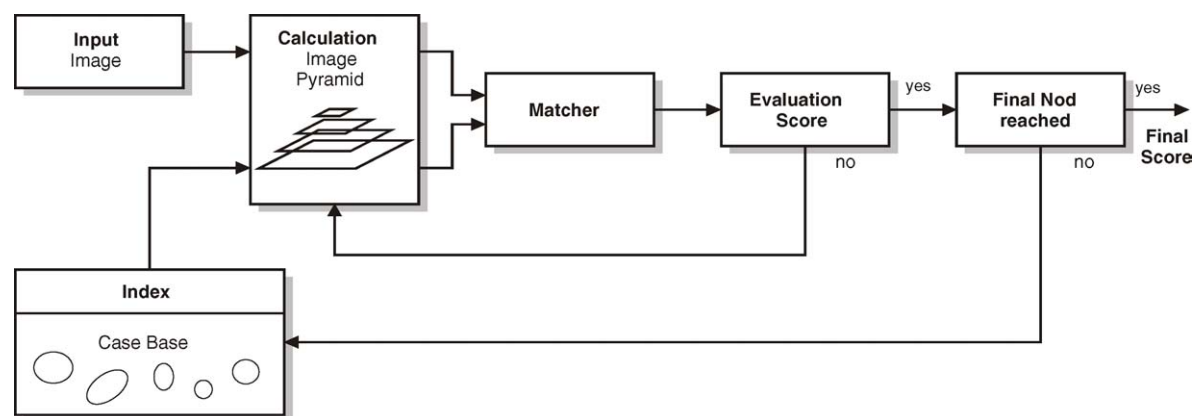 Input
Image
Calculation
Image
Pyramid
Matcher
Evaluation
Score
yes
no
Final Nod
reached
yes
no
Final
Score
Index
Case Base